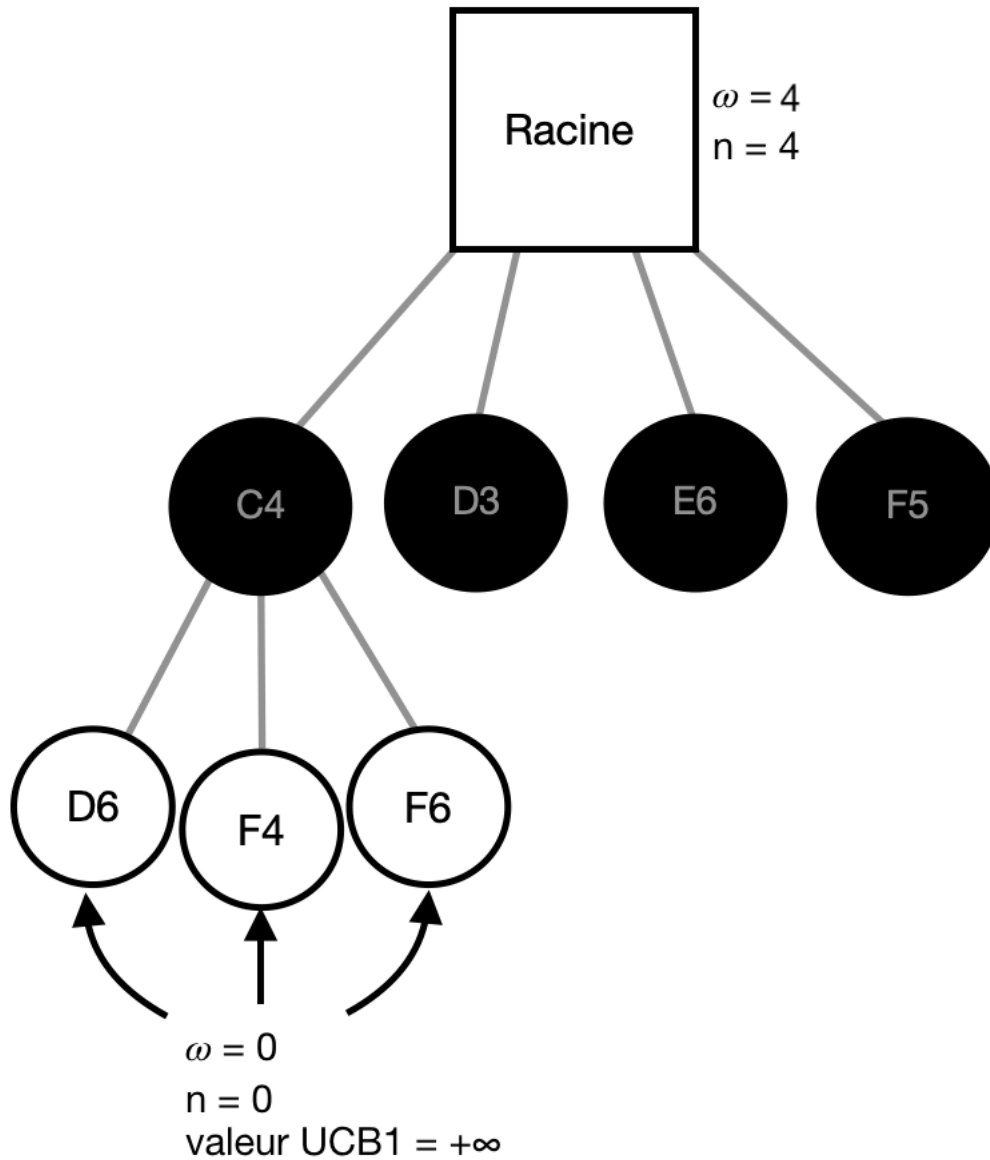 Racine
ω = 4
n = 4
C4
D3
E6
F5
D6
F4
F6
ω = 0
n = 0
valeur UCB1 = +∞